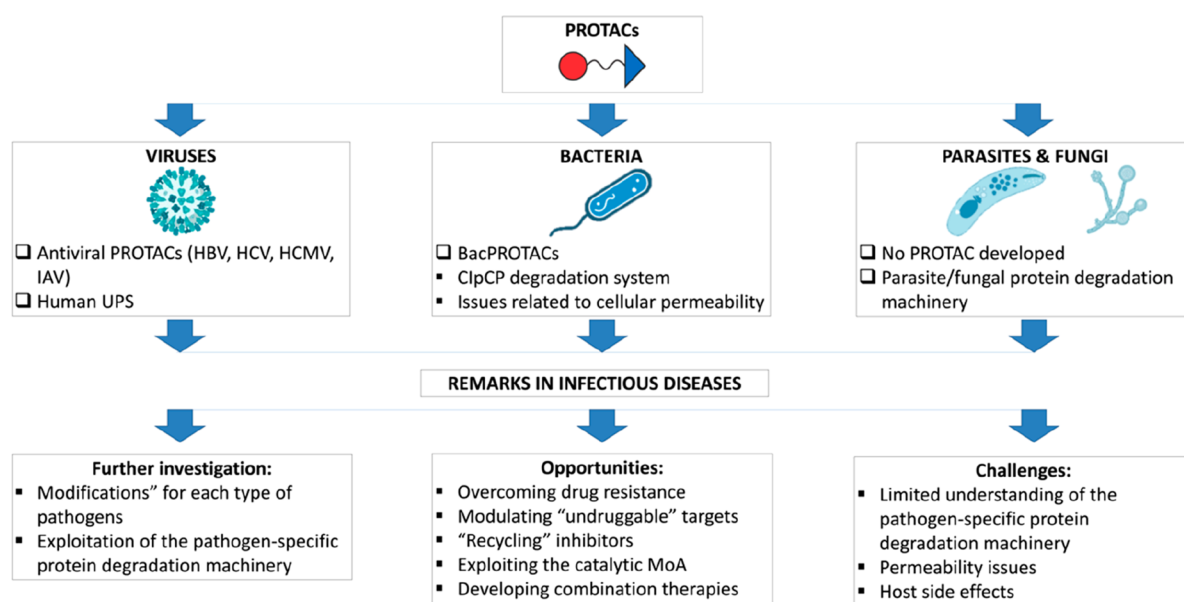 PROTACs
VIRUSES
❑ Antiviral PROTACs (HBV, HCV, HCMV,
IAV)
❑ Human UPS
BACTERIA
❑ BacPROTACs
▪ ClpCP degradation system
▪ Issues related to cellular permeability
PARASITES & FUNGI
❑ No PROTAC developed
❑ Parasite/fungal protein degradation
machinery
REMARKS IN INFECTIOUS DISEASES
Further investigation:
▪ Modifications” for each type of
pathogens
▪ Exploitation of the pathogen-specific
protein degradation machinery
Opportunities:
▪ Overcoming drug resistance
▪ Modulating “undruggable” targets
▪ “Recycling” inhibitors
▪ Exploiting the catalytic MoA
▪ Developing combination therapies
Challenges:
▪ Limited understanding of the
pathogen-specific protein
degradation machinery
▪ Permeability issues
▪ Host side effects